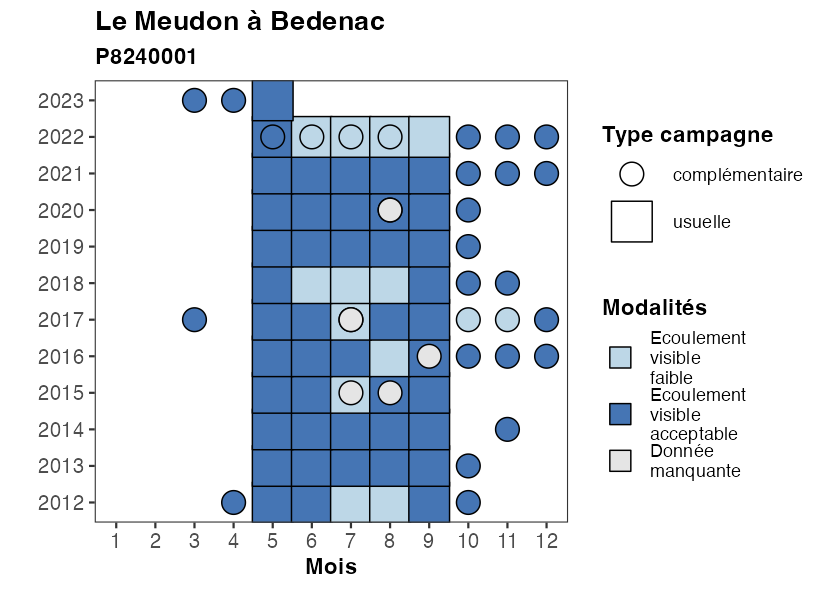 Le Meudon à Bedenac
P8240001
2023
2022
2021
2020
2019
2018
2017
2016
2015
2014
2013
2012
1 2 3 4 5 6 7 8 9 10 11 12
Mois
Type campagne
complémentaire
usuelle
Modalités
Ecoulement
visible
faible
Ecoulement
visible
acceptable
Donnée
manquante